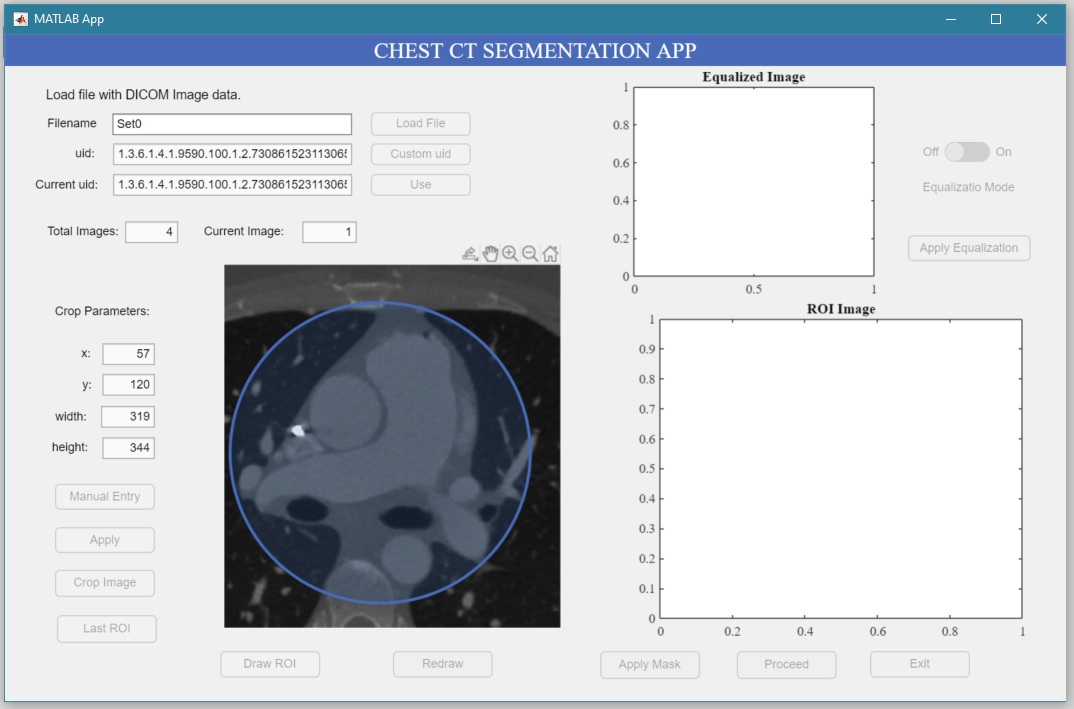 MATLAB App
CHEST CT SEGMENTATION APP
Load file with DICOM Image data.
Filename Set0 Load File
uid: 1.3.6.1.4.1.9590.100.1.2.7308615231130 Custom uid
Current uid: 1.3.6.1.4.1.9590.100.1.2.7308615231130 Use
Total Images: 4 Current Image: 1
Crop Parameters:
x: 57
y: 120
width: 319
height: 344
Manual Entry
Apply
Crop Image
Last ROI
Draw ROI
Redraw
Equalized Image
1
0.8
0.6
0.4
0.2
0
0 0.5 1
Off On
Equalizatio Mode
Apply Equalization
ROI Image
1
0.9
0.8
0.7
0.6
0.5
0.4
0.3
0.2
0.1
0
0 0.2 0.4 0.6 0.8 1
Apply Mask
Proceed
Exit